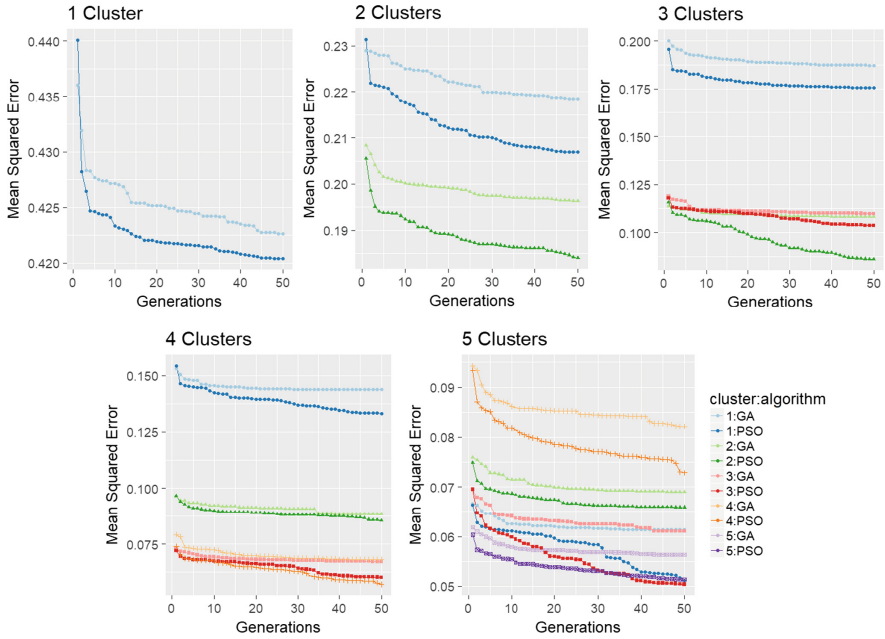 1 Cluster
Mean Squared Error
0.440
0.435
0.430
0.425
0.420
0 10 20 30 40 50
Generations
2 Clusters
Mean Squared Error
0.23
0.22
0.21
0.20
0.19
0 10 20 30 40 50
Generations
3 Clusters
Mean Squared Error
0.200
0.175
0.150
0.125
0.100
0 10 20 30 40 50
Generations
4 Clusters
Mean Squared Error
0.150
0.125
0.100
0.075
0 10 20 30 40 50
Generations
5 Clusters
Mean Squared Error
0.09
0.08
0.07
0.06
0.05
0 10 20 30 40 50
Generations
cluster:algorithm
1:GA
1:PSO
2:GA
2:PSO
3:GA
3:PSO
4:GA
4:PSO
5:GA
5:PSO